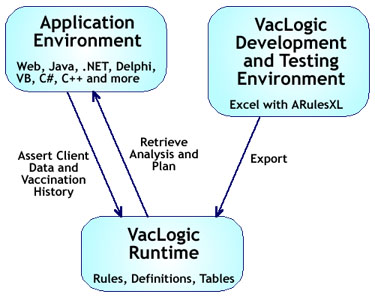 Application
Environment
Web, Java, .NET, Delphi,
VB, C#, C++ and more
VacLogic
Development
and Testing
Environment
Excel with ARulesXL
Assert Client
Data and
Vaccination
History
Retrieve
Analysis and
Plan
Export
VacLogic
Runtime
Rules, Definitions, Tables